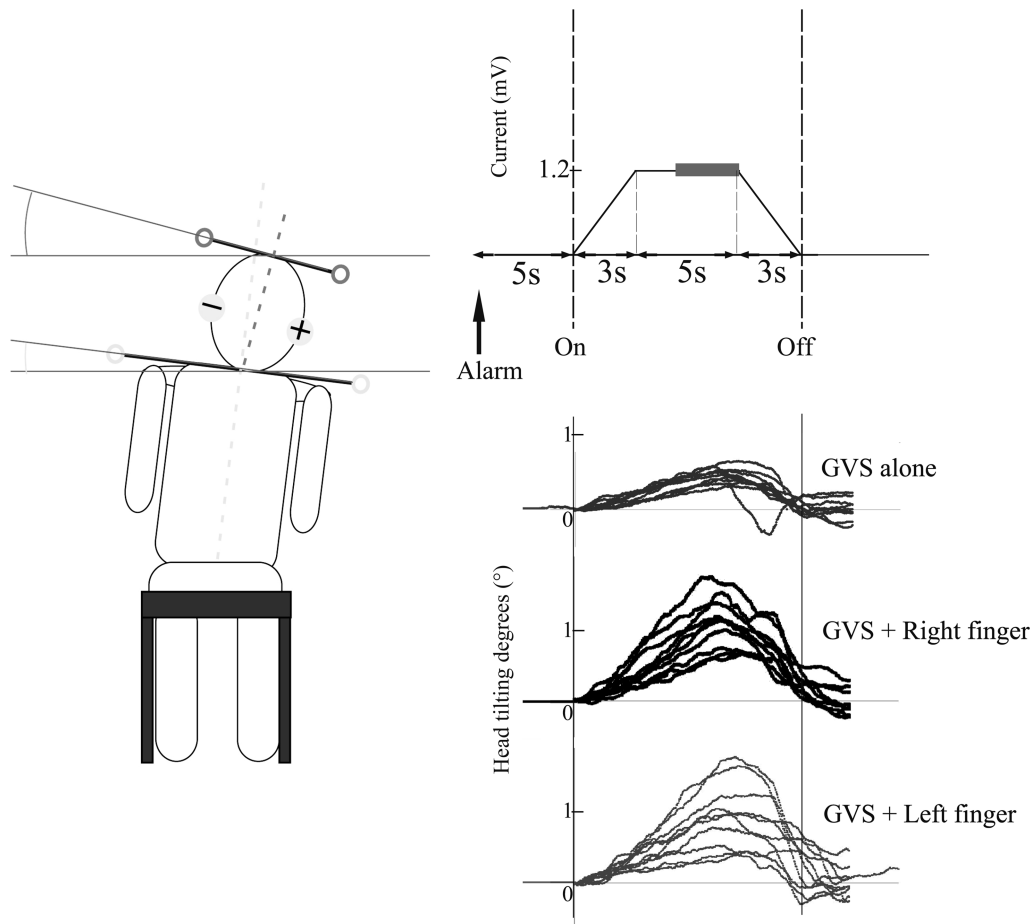 Current (mV)
1.2
5s 3s 5s 3s
On Off
Alarm
−
+
Head tilting degrees (°)
1
0
GVS alone
1
0
GVS + Right finger
1
0
GVS + Left finger